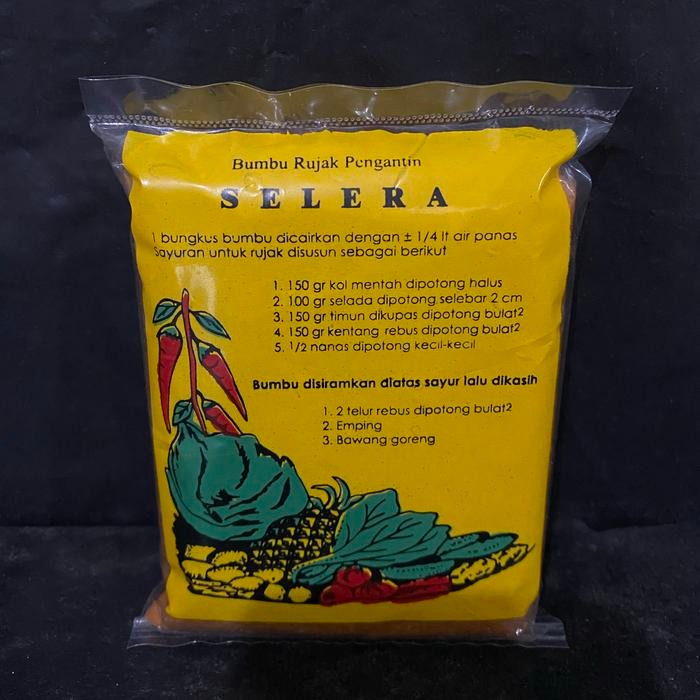 Bumbu Rujak Pengantin
SELERA
1 bungkus bumbu dicairkan dengan ± 1/4 lt air panas
Sayuran untuk rujak disusun sebagai berikut
1. 150 gr kol mentah dipotong halus
2. 100 gr selada dipotong selebar 2 cm
3. 150 gr timun dikupas dipotong bulat2
4. 150 gr kentang rebus dipotong bulat2
5. 1/2 nanas dipotong kecil-kecil
Bumbu disiramkan diatas sayur lalu dikasih
1. 2 telur rebus dipotong bulat2
2. Emping
3. Bawang goreng